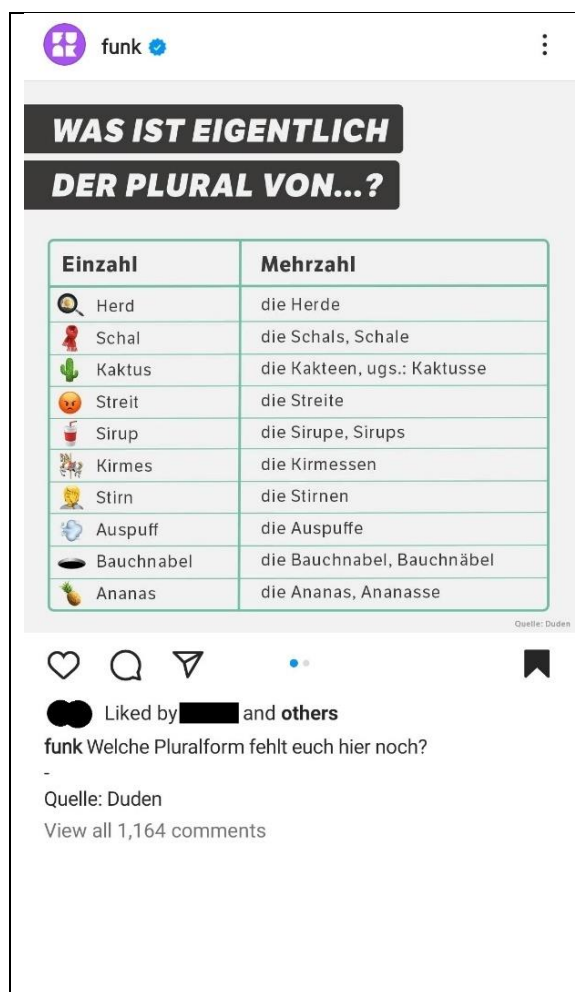 funk
WAS IST EIGENTLICH
DER PLURAL VON...?
Einzahl Mehrzahl
Herd die Herde
Schal die Schals, Schale
Kaktus die Kakteen, ugs.: Kaktusse
Streit die Streite
Sirup die Sirupe, Sirups
Kirmes die Kirmessen
Stirn die Stirnen
Auspuff die Auspuffe
Bauchnabel die Bauchnabel, Bauchnäbel
Ananas die Ananas, Ananasse
Quelle: Duden
Liked by and others
funk Welche Pluralform fehlt euch hier noch?
-
Quelle: Duden
View all 1,164 comments